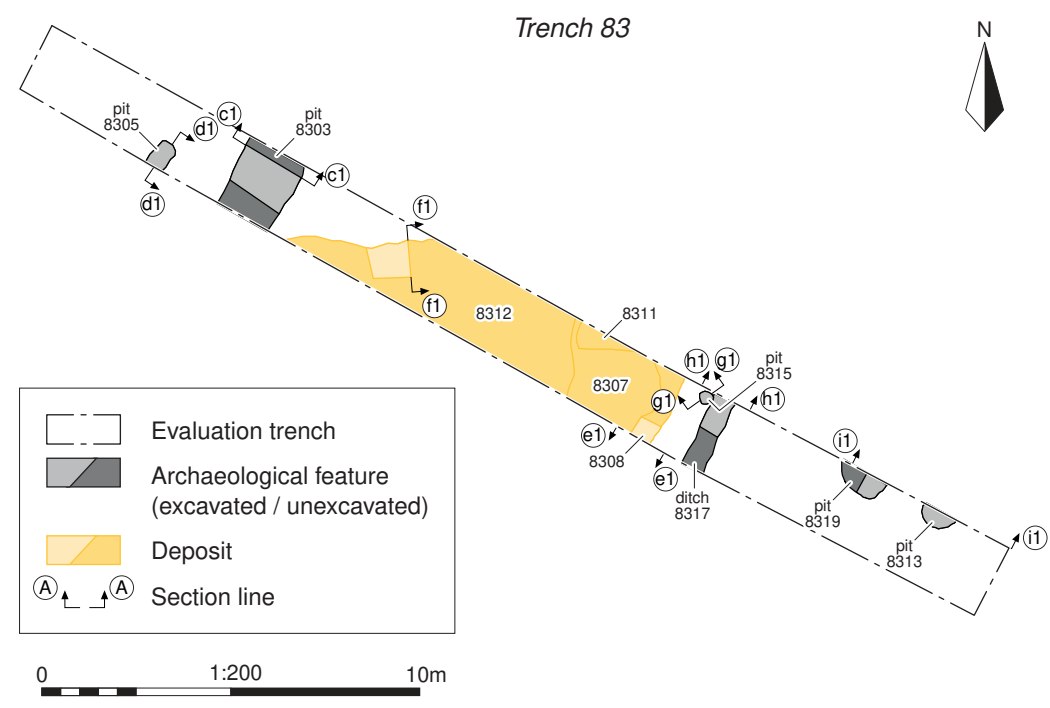 Trench 83
N
pit
8305
d1
d1
c1
pit
8303
c1
f1
f1
8312
8311
8307
h1
g1
pit
8315
g1
h1
e1
8308
e1
ditch
8317
i1
pit
8319
pit
8313
i1
Evaluation trench
Archaeological feature
(excavated / unexcavated)
Deposit
A A Section line
0 1:200 10m